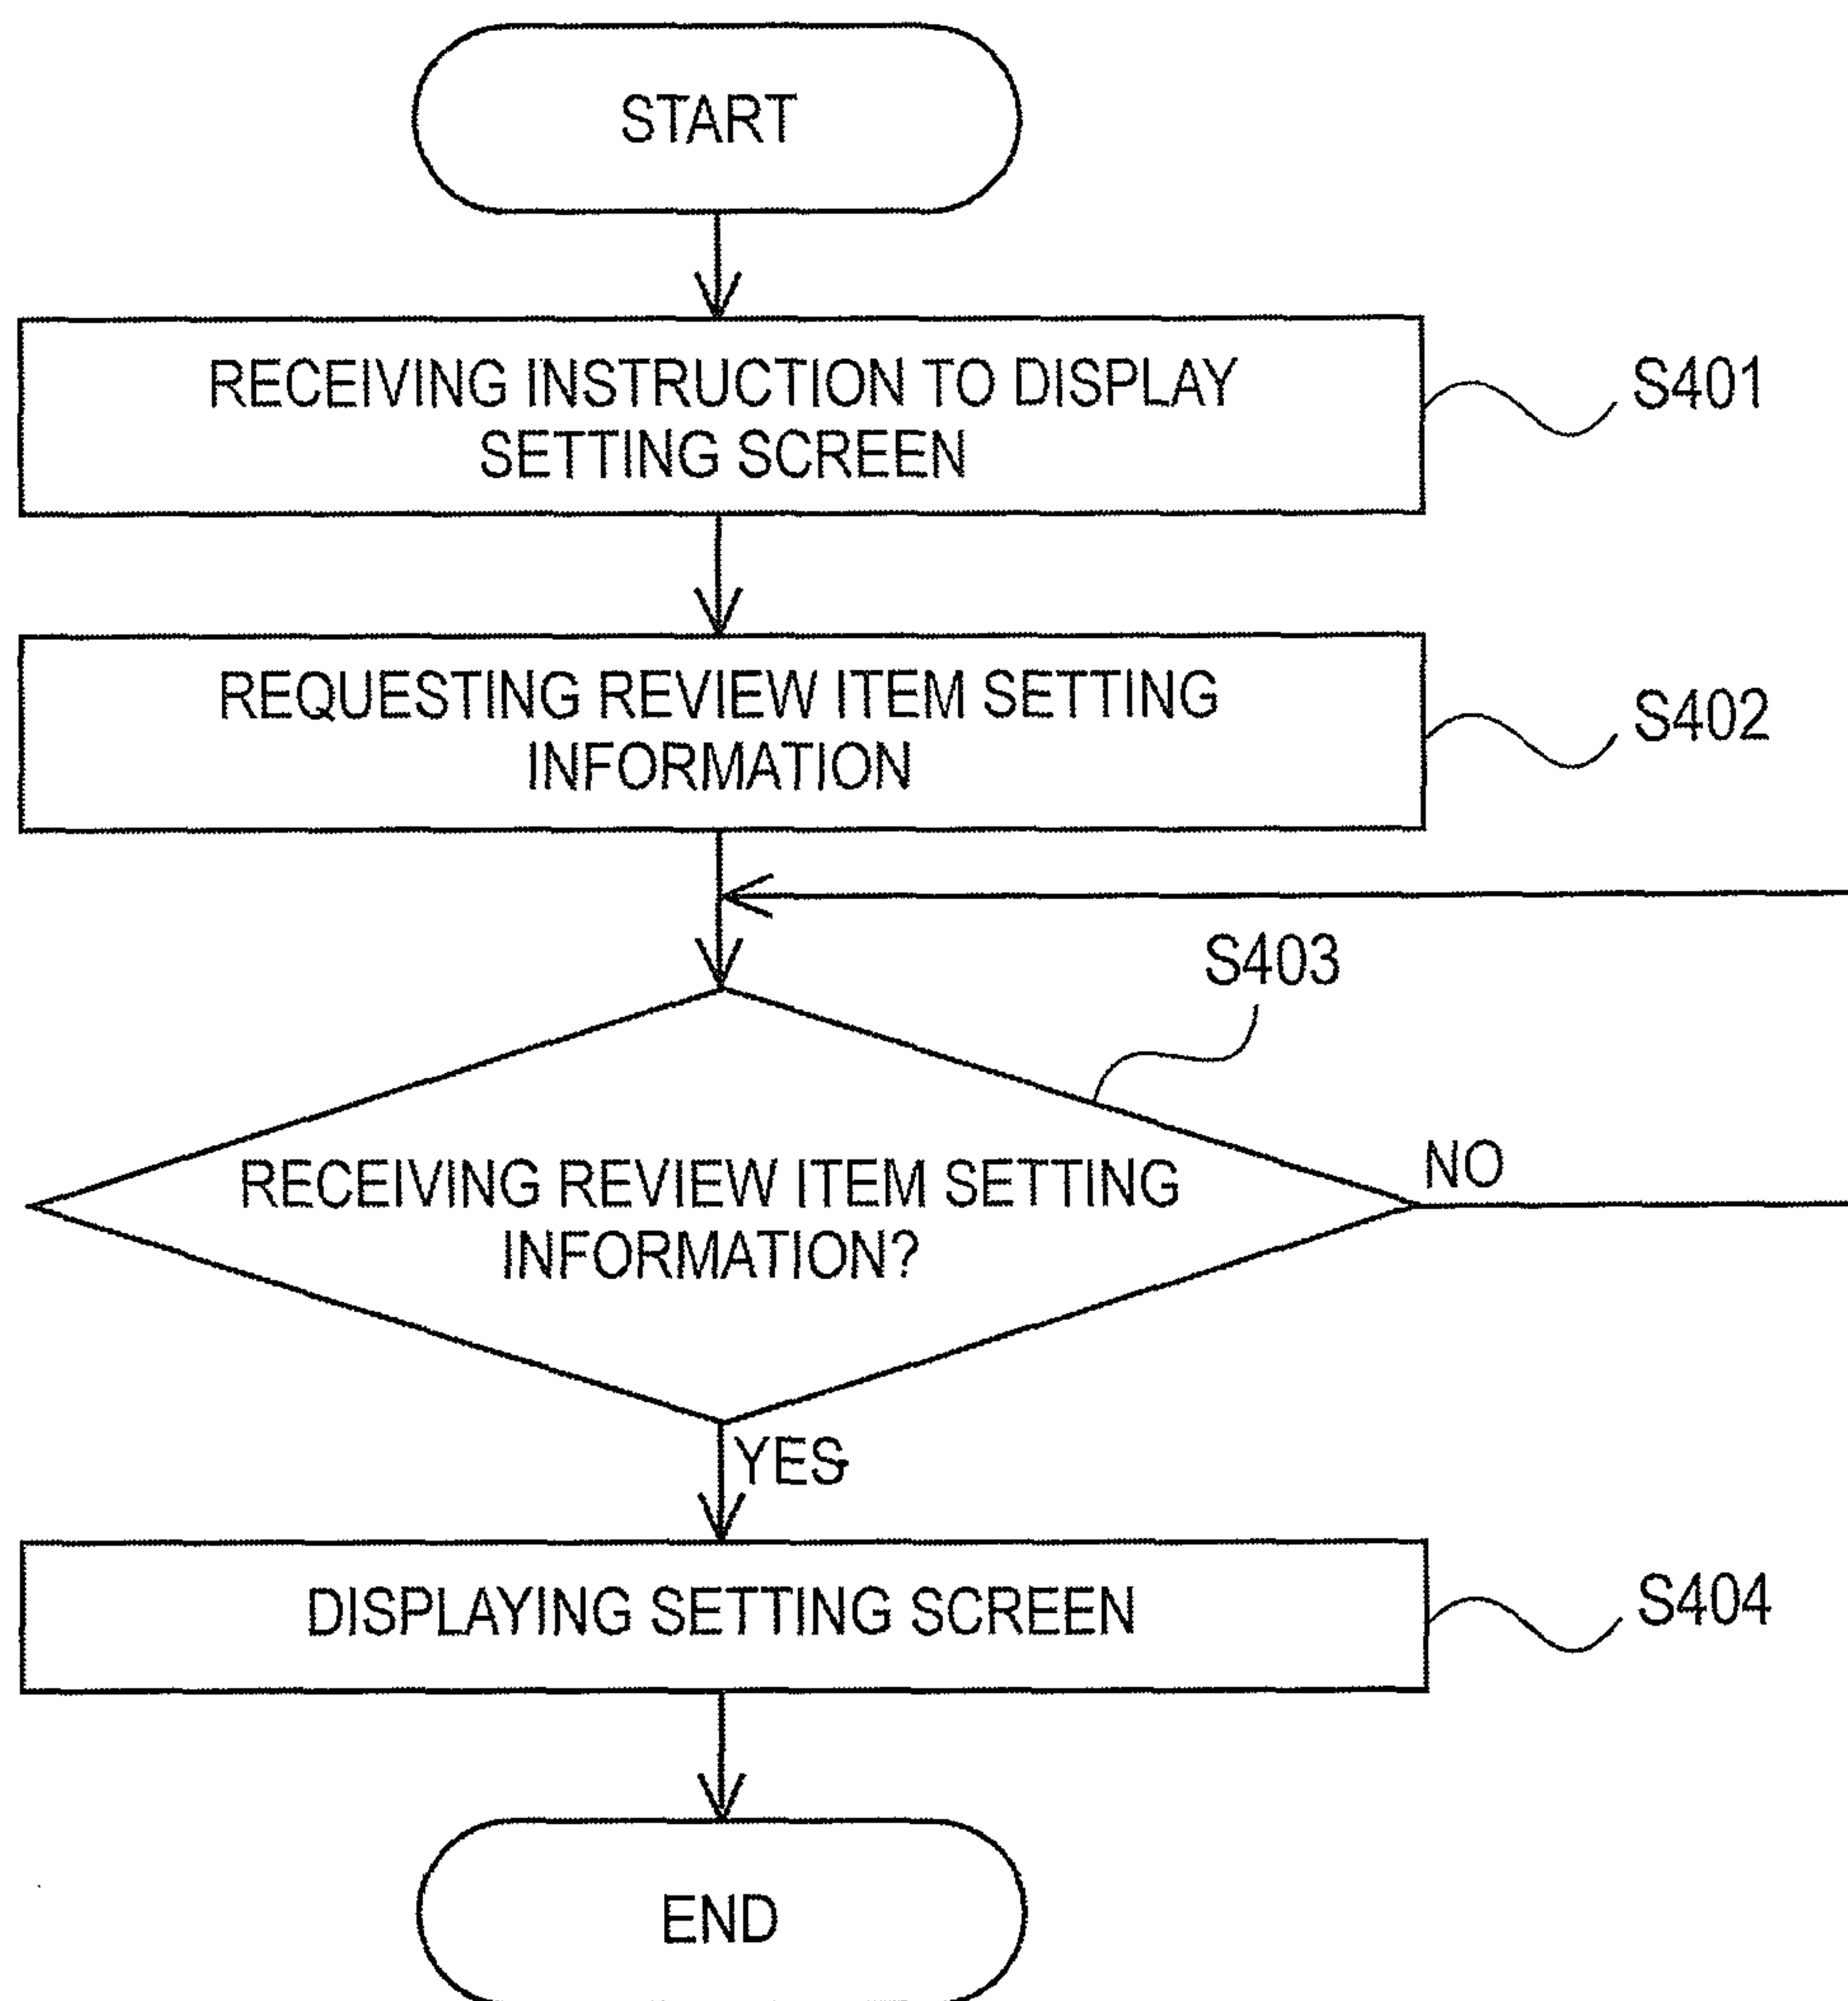 START
RECEIVING INSTRUCTION TO DISPLAY
SETTING SCREEN
S401
REQUESTING REVIEW ITEM SETTING
INFORMATION
S402
S403
RECEIVING REVIEW ITEM SETTING
INFORMATION?
NO
YES
DISPLAYING SETTING SCREEN
S404
END